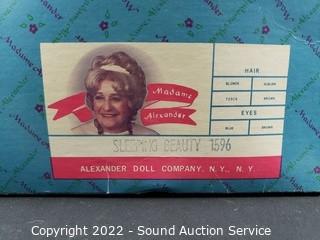 Madame
Alexander
HAIR
BLONDE AUBURN
TOSCA BROWN
EYES
BLUE BROWN
SLEEPING BEAUTY 1596
ALEXANDER DOLL COMPANY, N. Y., N. Y.
Copyright 2022 - Sound Auction Service